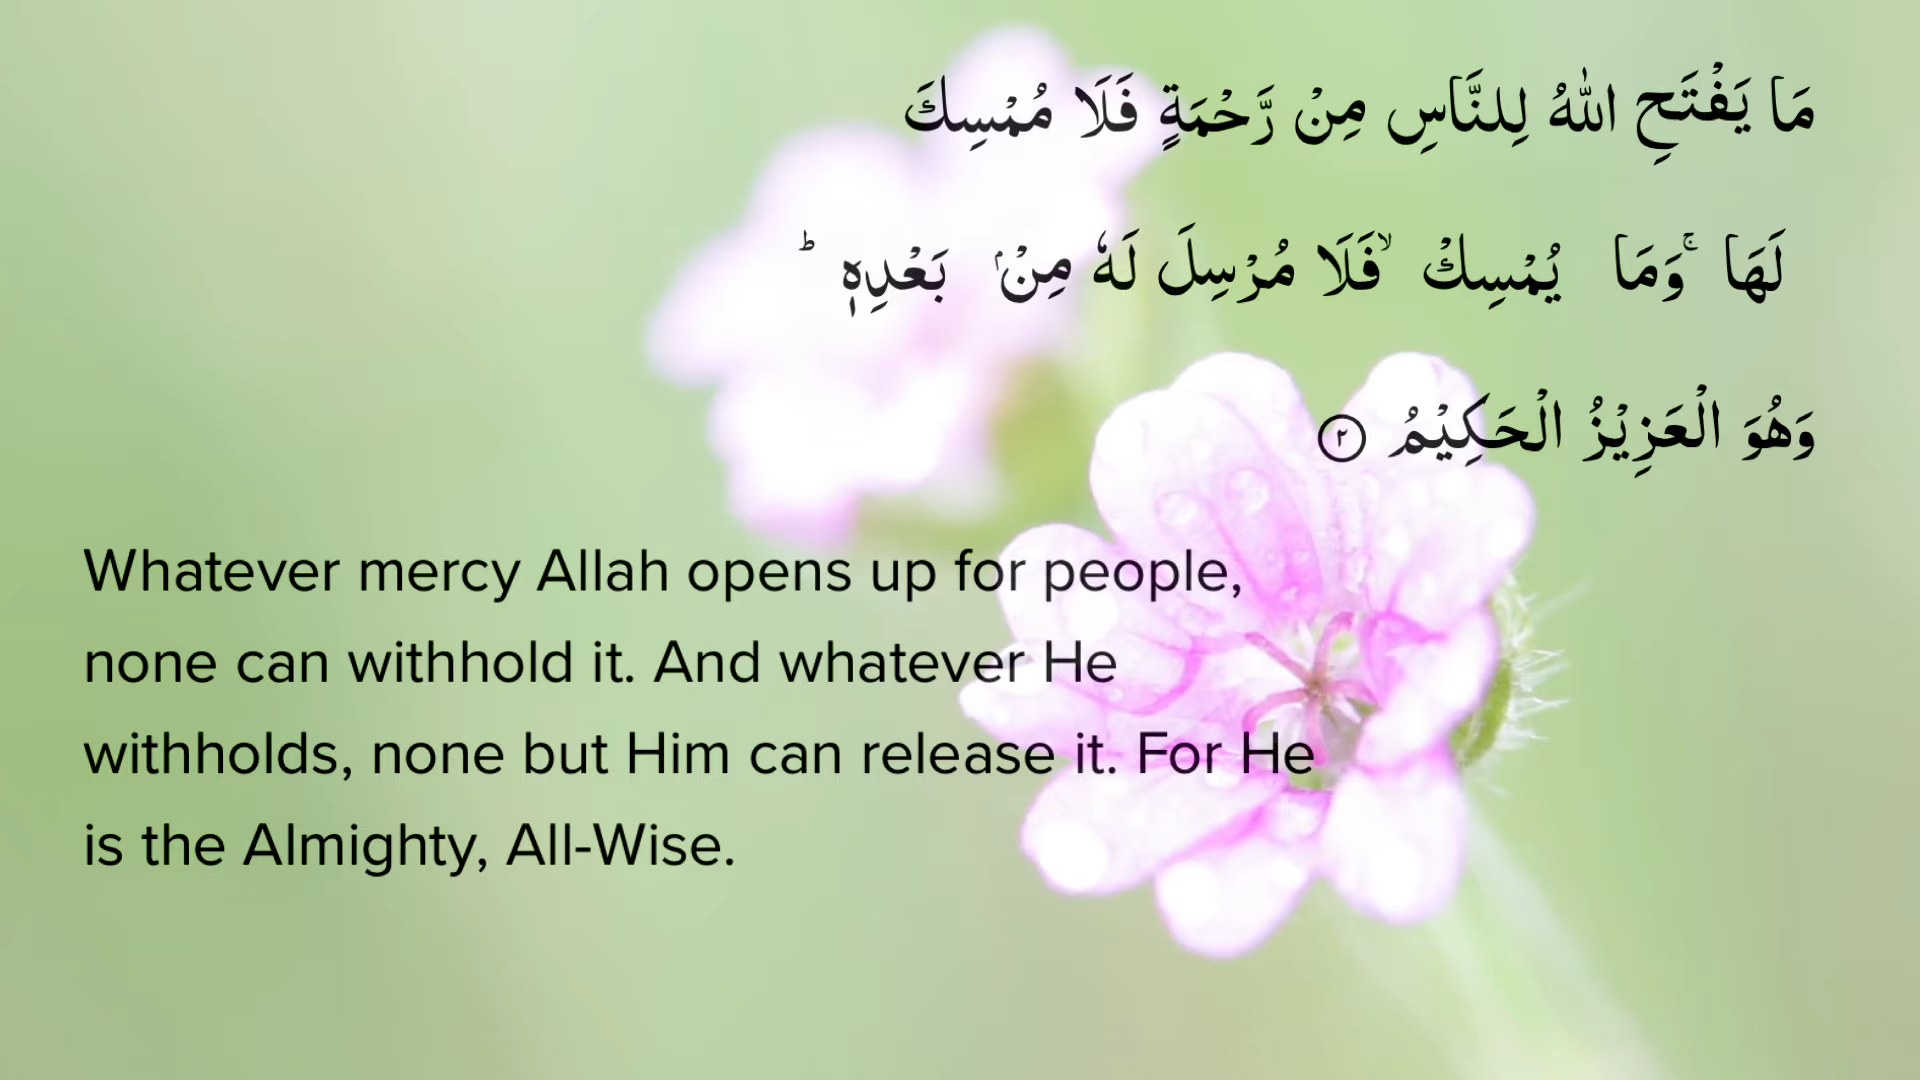 مَا يَفْتَحِ اللّٰهُ لِلنَّاسِ مِنْ رَّحْمَةٍ فَلَا مُمْسِكَ
لَهَا ۚوَمَا يُمْسِكْ ۙفَلَا مُرْسِلَ لَهٗ مِنْۢ بَعْدِهٖ ؕ
وَهُوَ الْعَزِيْزُ الْحَكِيْمُ ٢
Whatever mercy Allah opens up for people,
none can withhold it. And whatever He
withholds, none but Him can release it. For He
is the Almighty, All-Wise.